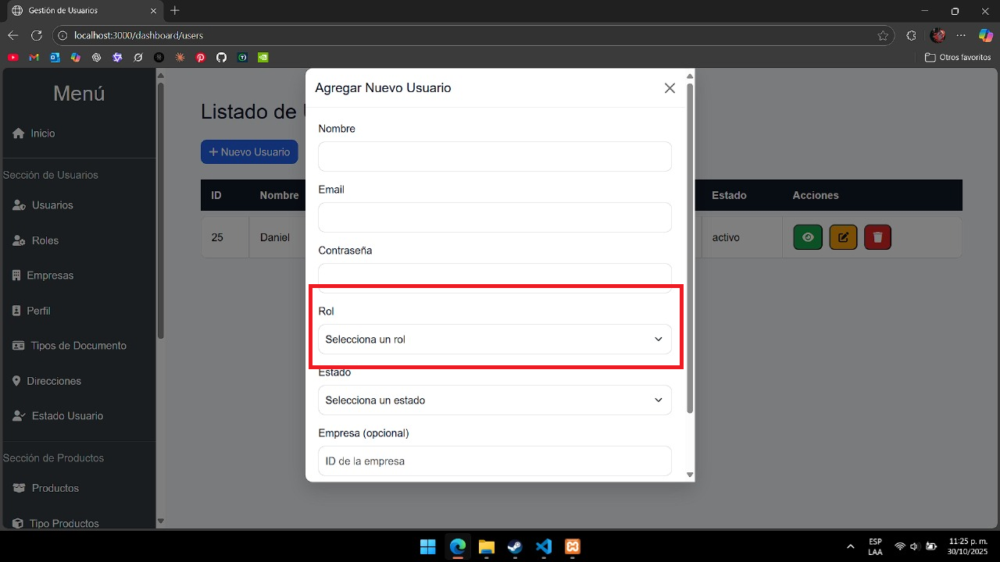 Gestión de Usuarios
localhost:3000/dashboard/users
Otros favoritos
Menú
Inicio
Sección de Usuarios
Usuarios
Roles
Empresas
Perfil
Tipos de Documento
Direcciones
Estado Usuario
Sección de Productos
Productos
Tipo Productos
Listado de
+ Nuevo Usuario
ID Nombre Estado Acciones
25 Daniel activo
Agregar Nuevo Usuario
Nombre
Email
Contraseña
Rol
Selecciona un rol
Estado
Selecciona un estado
Empresa (opcional)
ID de la empresa
ESP
LAA
11:25 p. m.
30/10/2025